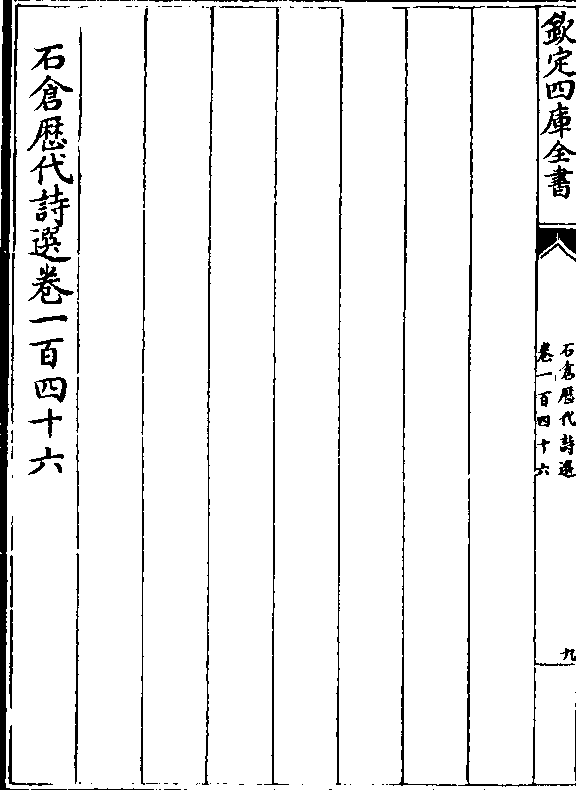 欽定四庫全書
石倉歷代詩選
卷一百四十六
九
石倉歷代詩選卷一百四十六